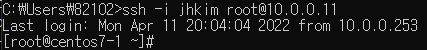 C:₩Users₩82102>ssh -i jhkim root@10.0.0.11
Last login: Mon Apr 11 20:04:04 2022 from 10.0.0.253
[root@centos7-1 ~]#